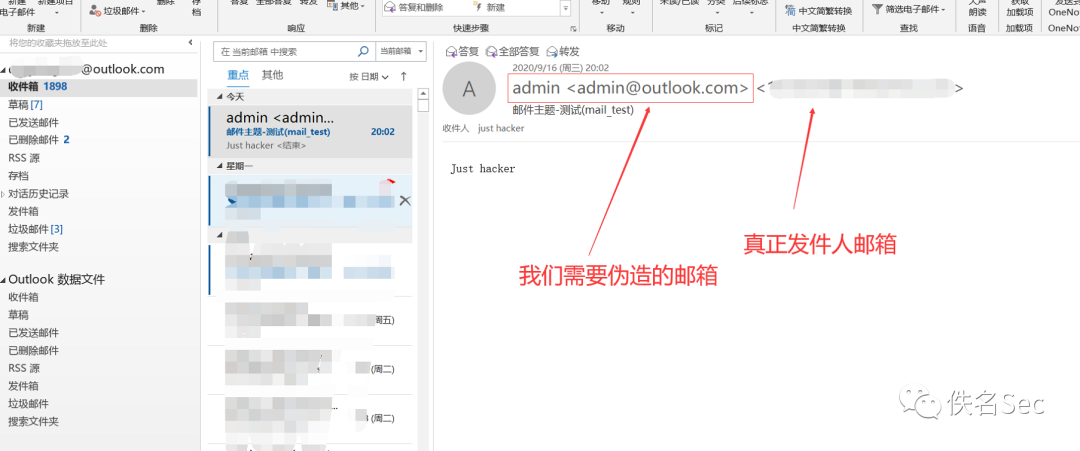 新建
电子邮件
新建项目
新建
垃圾邮件
删除
删除
存
档
答复
全部答复
转发
其他
响应
答复和删除
新建
快速步骤
移动
规则
移动
未读/已读
分类
后续标志
标记
中文简繁转换
中文简繁转换
筛选电子邮件
查找
大声
朗读
语音
获取
加载项
加载项
发送到
OneNo
OneNo
将您的收藏夹拖放至此处
@outlook.com
收件箱 1898
草稿 [7]
已发送邮件
已删除邮件 2
RSS 源
存档
对话历史记录
发件箱
垃圾邮件 [3]
搜索文件夹
Outlook 数据文件
收件箱
草稿
已发送邮件
已删除邮件
RSS 源
发件箱
垃圾邮件
搜索文件夹
在 当前邮箱 中搜索
当前邮箱
重点 其他
按 日期
今天
admin <admin...
邮件主题-测试(mail_test) 20:02
Just hacker <结束>
星期一
周五)
(周二)
(周二)
答复 全部答复 转发
2020/9/16 (周三) 20:02
A
admin <admin@outlook.com> < >
邮件主题-测试(mail_test)
收件人 just hacker
Just hacker
真正发件人邮箱
我们需要伪造的邮箱
佚名Sec